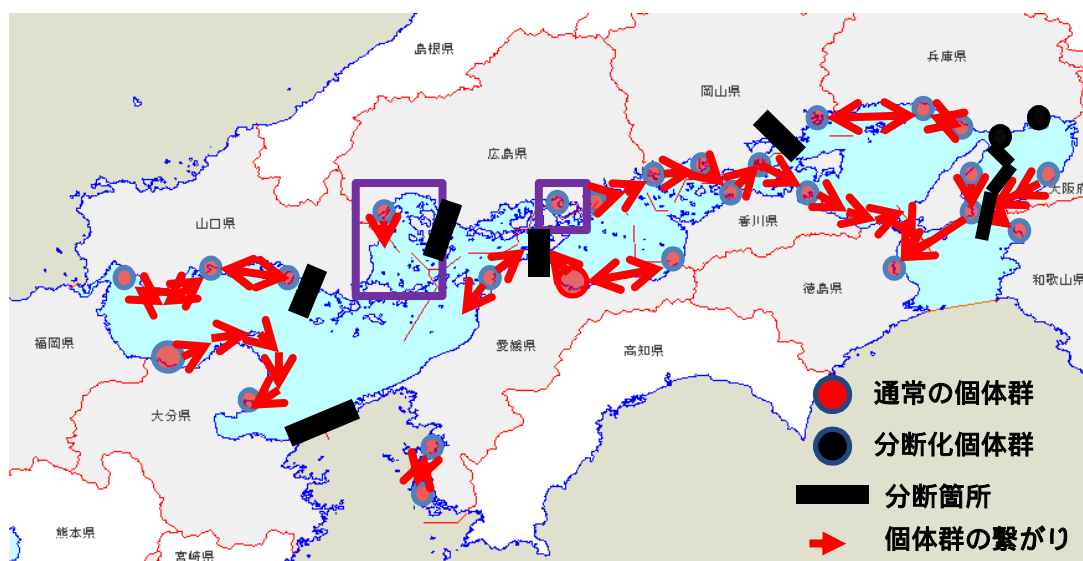 島根県
兵庫県
岡山県
広島県
大阪府
山口県
香川県
和歌山県
徳島県
福岡県
愛媛県
高知県
大分県
熊本県
宮崎県
通常の個体群
分断化個体群
分断箇所
個体群の繋がり